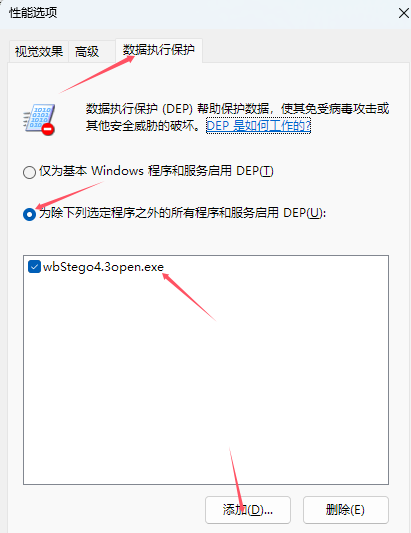 性能选项
视觉效果 高级 数据执行保护
数据执行保护 (DEP) 帮助保护数据，使其免受病毒攻击或
其他安全威胁的破坏。DEP 是如何工作的?
仅为基本 Windows 程序和服务启用 DEP(T)
为除下列选定程序之外的所有程序和服务启用 DEP(U):
wbStego4.3open.exe
添加(D)... 删除(E)